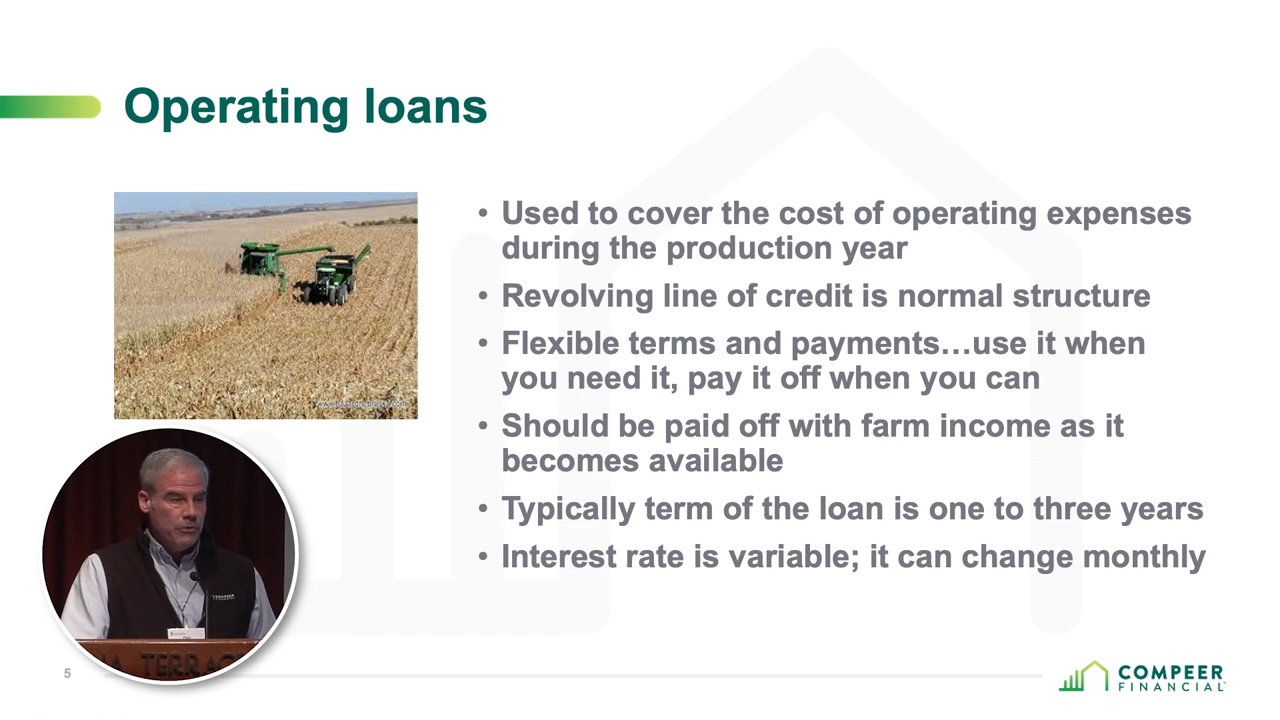 Operating loans
• Used to cover the cost of operating expenses
during the production year
• Revolving line of credit is normal structure
• Flexible terms and payments…use it when
you need it, pay it off when you can
• Should be paid off with farm income as it
becomes available
• Typically term of the loan is one to three years
• Interest rate is variable; it can change monthly
COMPEER
FINANCIAL
TERRAC
5
COMPEER
FINANCIAL